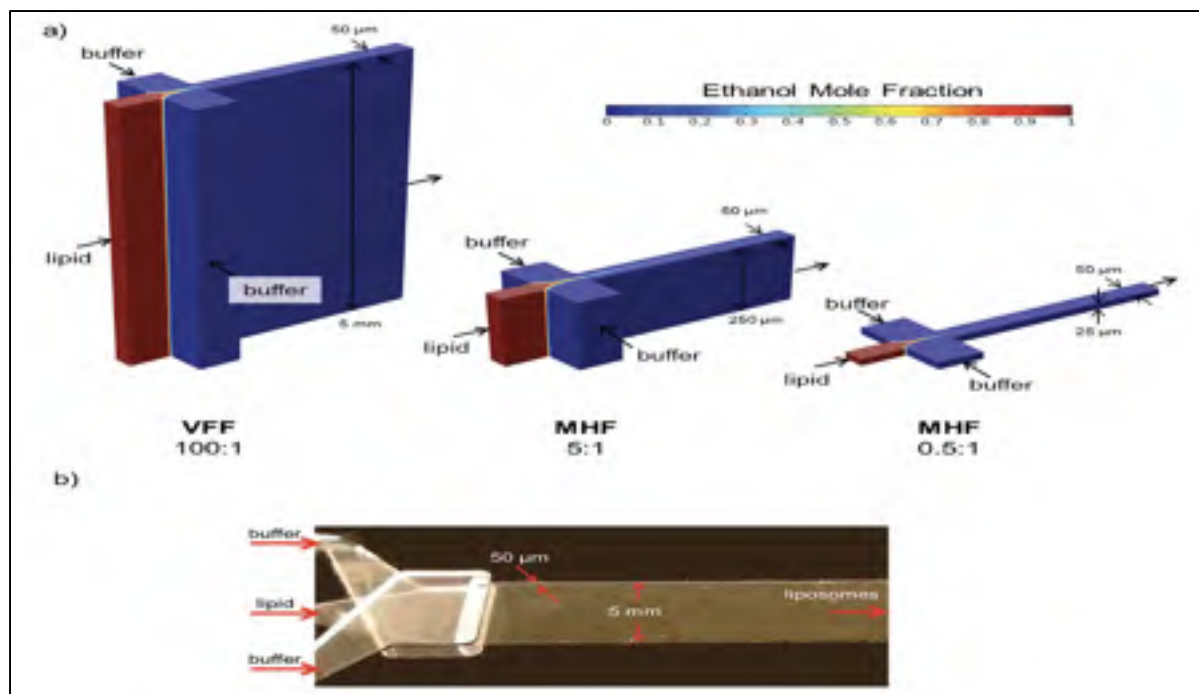 a)
buffer
50 µm
Ethanol Mole Fraction
0 0.1 0.2 0.3 0.4 0.5 0.6 0.7 0.8 0.9 1
lipid
buffer
5 mm
buffer
50 µm
lipid
250 µm
buffer
buffer
50 µm
25 µm
lipid
buffer
VFF
100:1
MHF
5:1
MHF
0.5:1
b)
buffer
50 µm
lipid
5 mm
liposomes
buffer